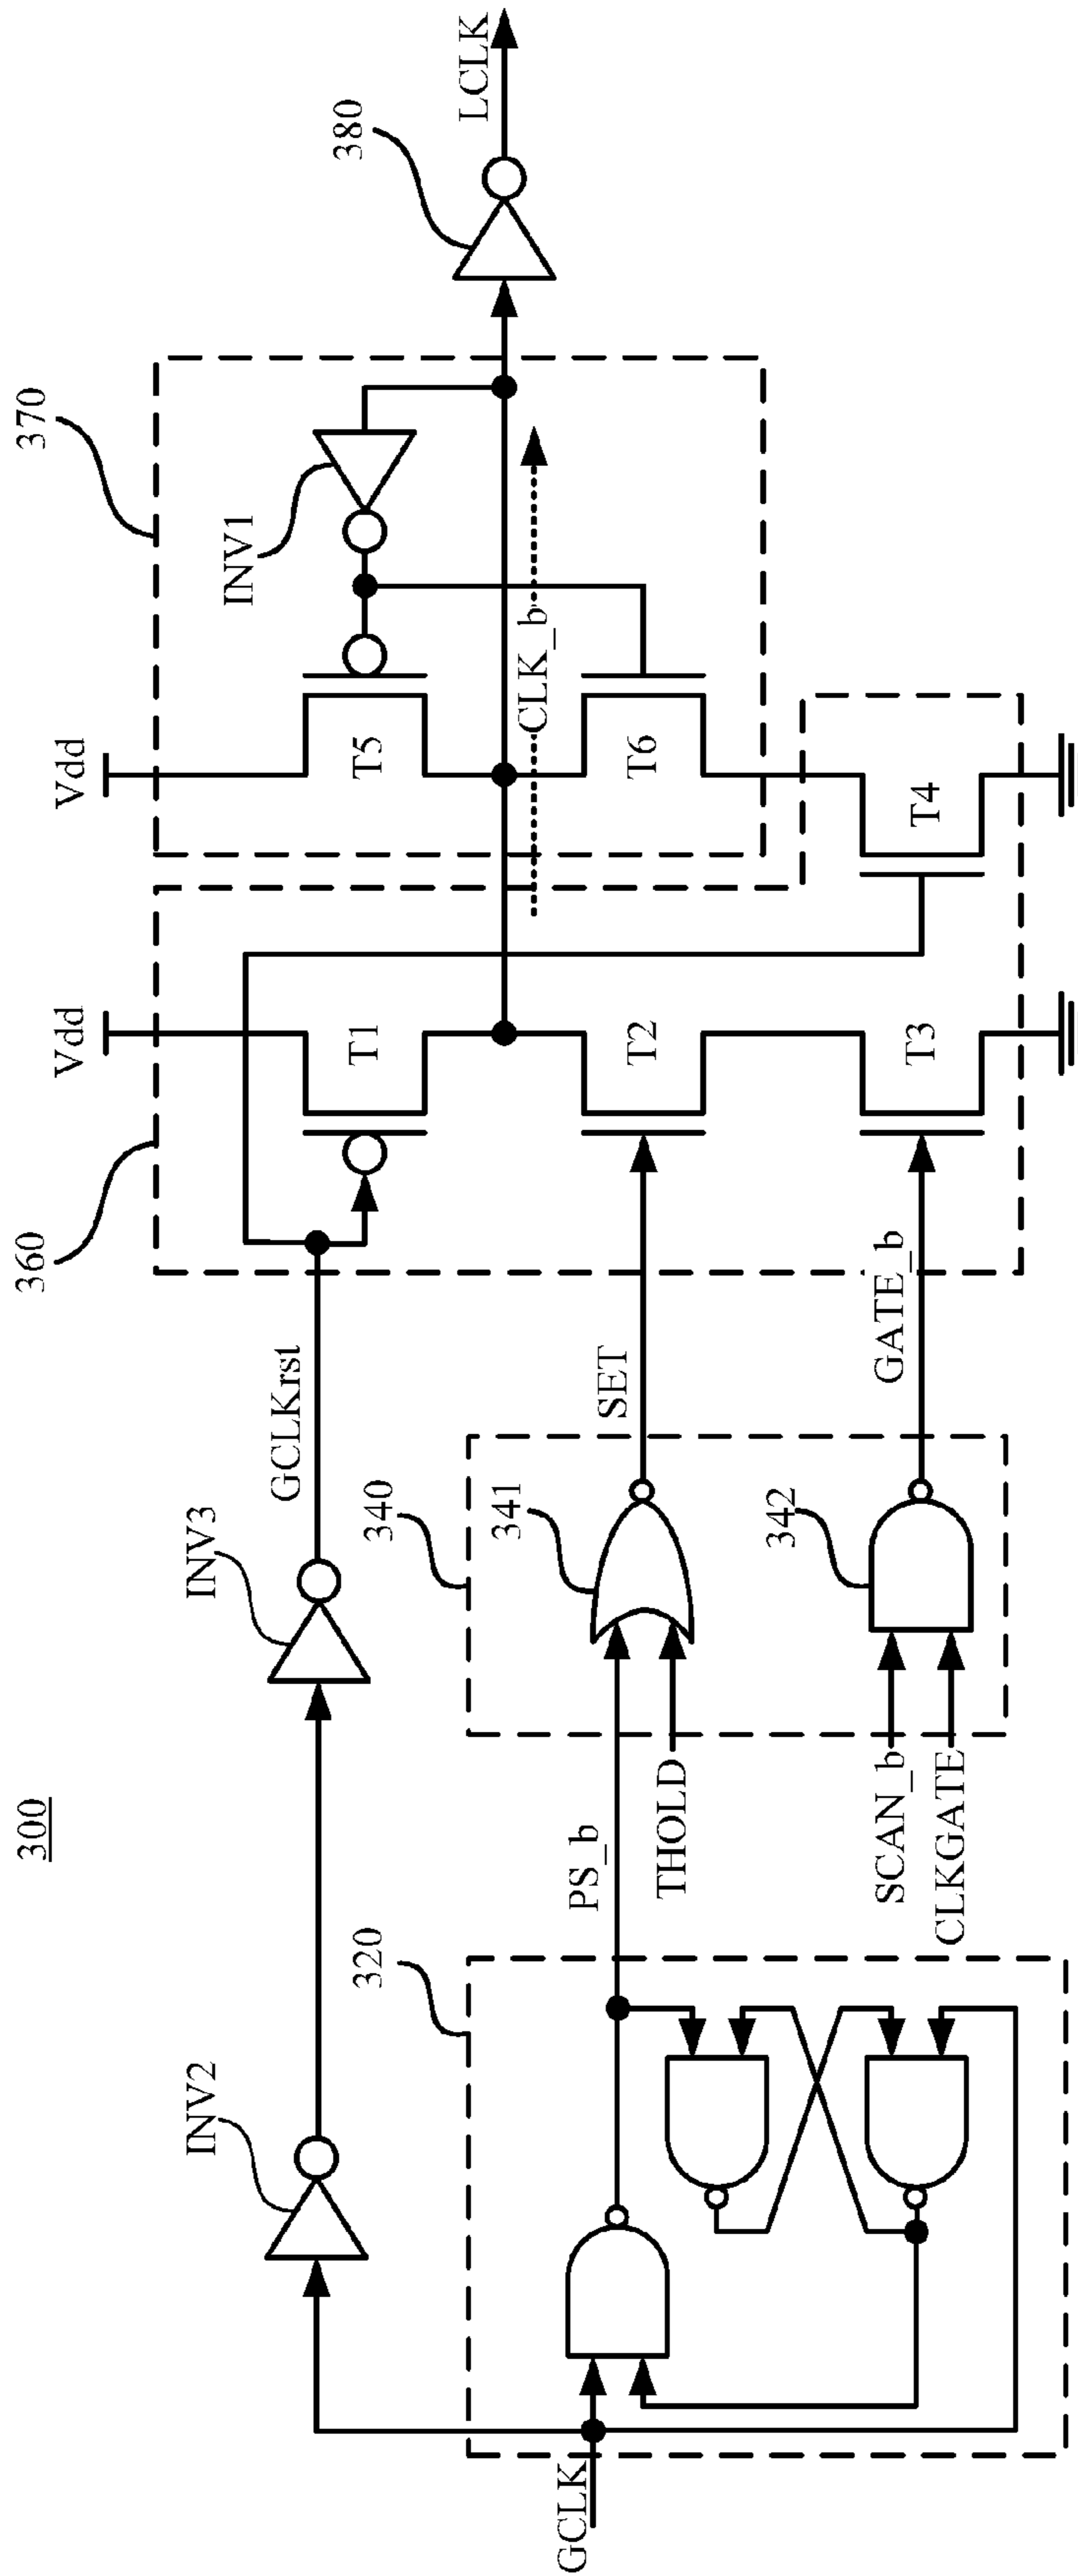 300
GCLK
INV2
320
PS_b
THOLD
SCAN_b
CLKGATE
INV3
340
341
342
GCLKrst
SET
GATE_b
360
Vdd
T1
T2
T3
Vdd
T5
CLK_b
T6
T4
370
INV1
380
LCLK